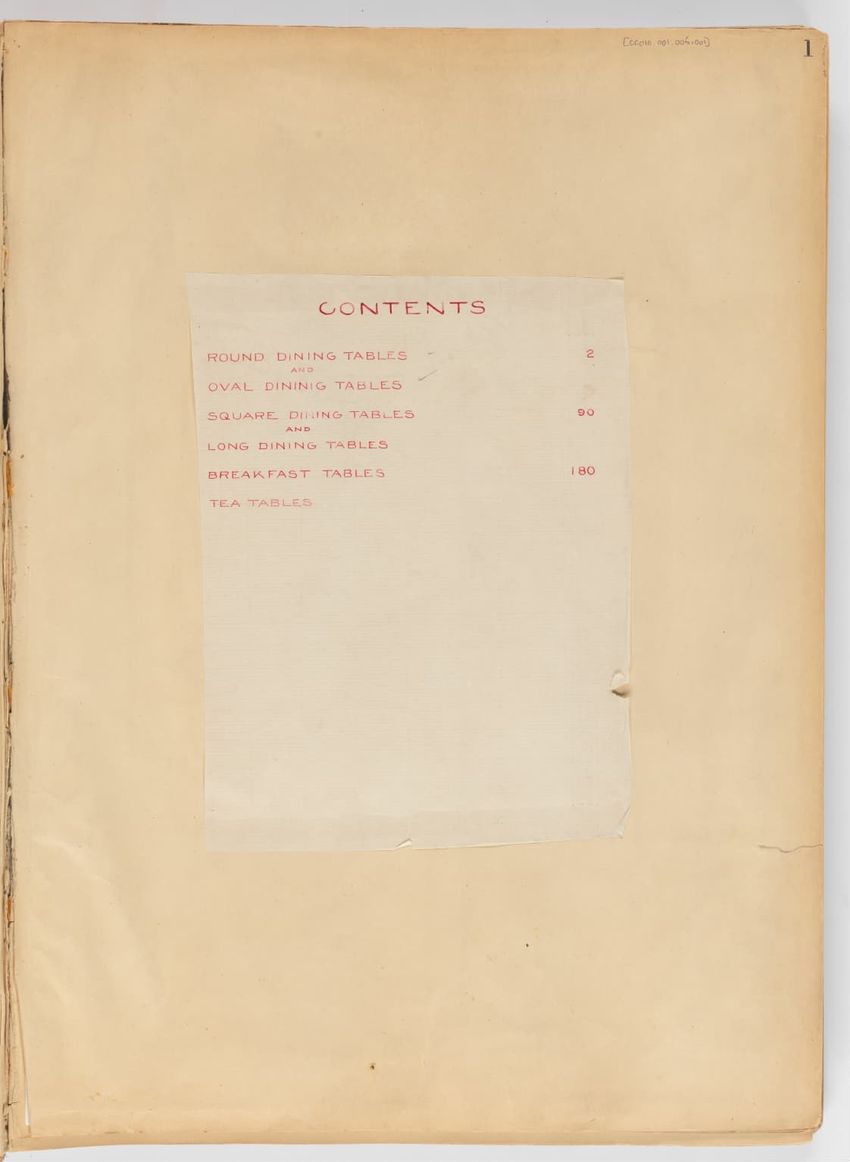 1
CONTENTS
ROUND DINING TABLES 2
AND
OVAL DININIG TABLES
SQUARE DINING TABLES 90
AND
LONG DINING TABLES
BREAKFAST TABLES 180
TEA TABLES